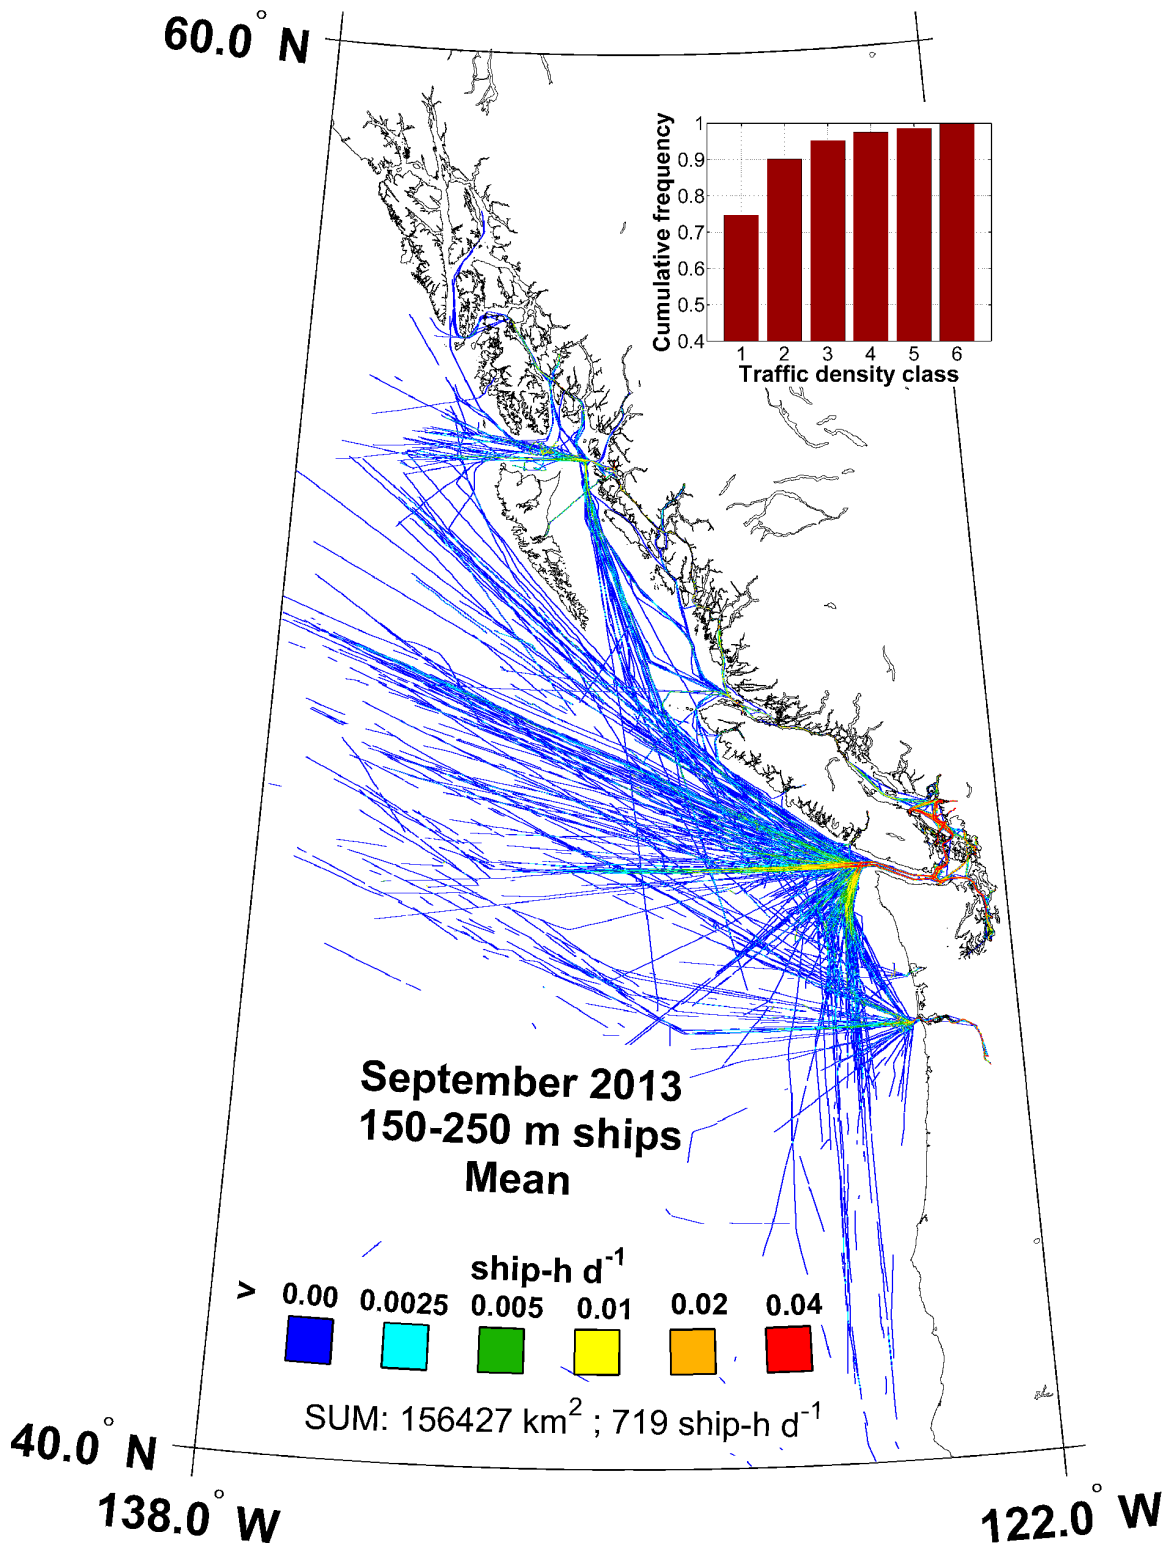 60.0° N
Cumulative frequency
1
0.9
0.8
0.7
0.6
0.5
0.4
1 2 3 4 5 6
Traffic density class
September 2013
150-250 m ships
Mean
ship-h d⁻¹
> 0.00 0.0025 0.005 0.01 0.02 0.04
SUM: 156427 km² ; 719 ship-h d⁻¹
40.0° N
138.0° W
122.0° W